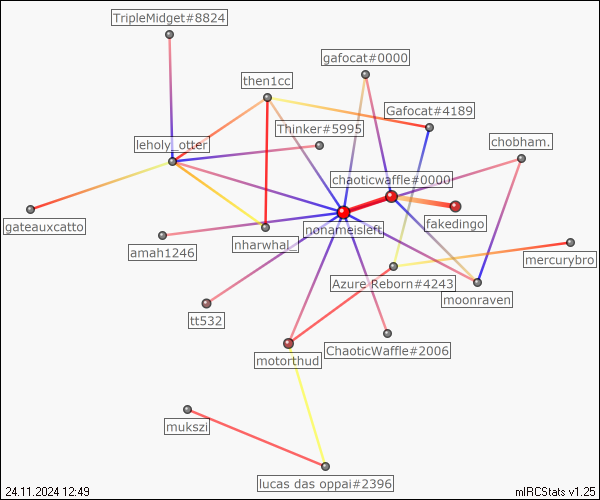 TripleMidget#8824
gafocat#0000
then1cc
Gafocat#4189
Thinker#5995
chobham.
leholy_otter
chaoticwaffle#0000
gateauxcatto
fakedingo
nonameisleft
nharwhal_
amah1246
mercurybro
Azure Reborn#4243
moonraven
tt532
ChaoticWaffle#2006
motorthud
mukszi
lucas das oppai#2396
24.11.2024 12:49
mIRCStats v1.25